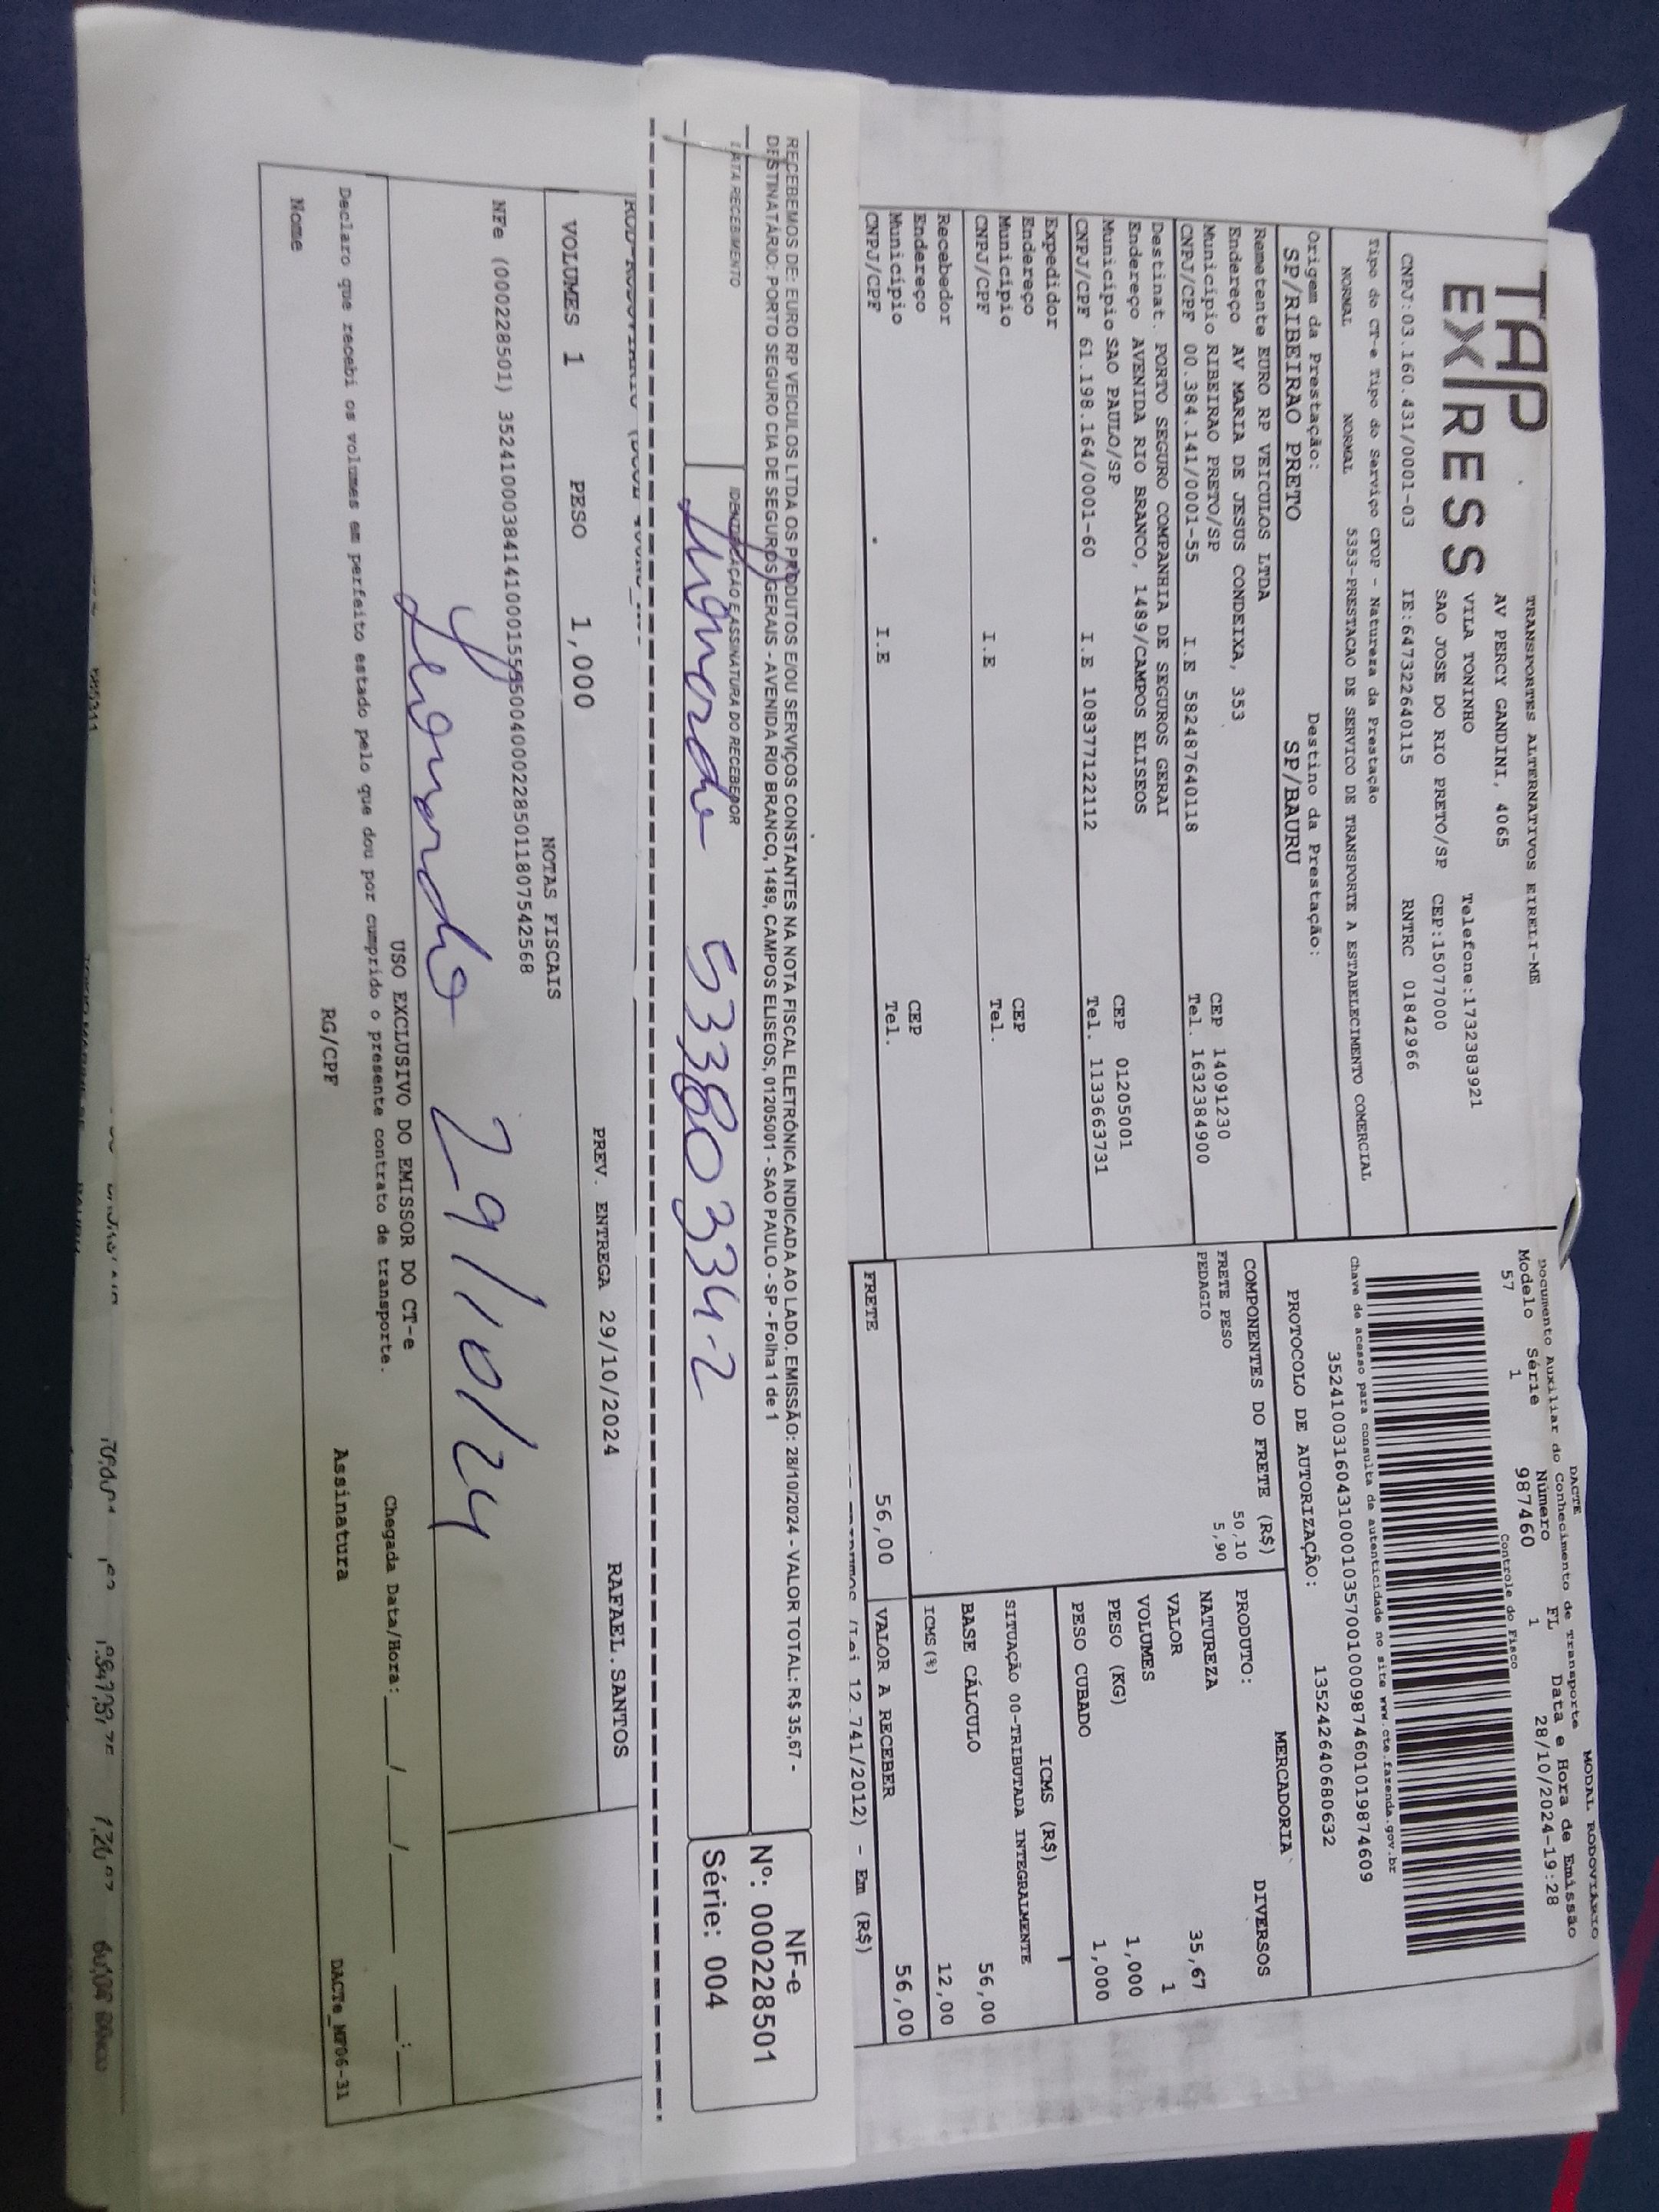 TAP
EXPRESS
TRANSPORTES ALTERNATIVOS EIRELI-ME
AV PERCY GANDINI, 4065
VILA TONINHO Telefone:1732383921
SAO JOSE DO RIO PRETO/SP CEP:15077000
CNPJ:03.160.431/0001-03 IE:647322640115 RNTRC 01842966
Tipo do CT-e Tipo do Serviço CFOP - Natureza da Prestação
NORMAL NORMAL 5353-PRESTACAO DE SERVICO DE TRANSPORTE A ESTABELECIMENTO COMERCIAL
Origem da Prestação: Destino da Prestação:
SP/RIBEIRAO PRETO SP/BAURU
Remetente EURO RP VEICULOS LTDA
Endereço AV MARIA DE JESUS CONDEIXA, 353 CEP 14091230
Município RIBEIRAO PRETO/SP Tel. 1632384900
CNPJ/CPF 00.384.141/0001-55 I.E 582487640118
Destinat. PORTO SEGURO COMPANHIA DE SEGUROS GERAI
Endereço AVENIDA RIO BRANCO, 1489/CAMPOS ELISEOS CEP 01205001
Município SAO PAULO/SP Tel. 1133663731
CNPJ/CPF 61.198.164/0001-60 I.E 108377122112
Expedidor
Endereço CEP
Município Tel.
CNPJ/CPF I.E
Recebedor
Endereço CEP
Município Tel.
CNPJ/CPF I.E
MODAL RODOVIÁRIO
DACTE
Documento Auxiliar do Conhecimento de Transporte
Modelo Série Número FL Data e Hora de Emissão
57 1 987460 1 28/10/2024-19:28
Controle do Fisco
Chave de acesso para consulta de autenticidade no site www.cte.fazenda.gov.br
35241003160431000103570010009874601019874609
PROTOCOLO DE AUTORIZAÇÃO: 135242640680632
COMPONENTES DO FRETE (R$)
FRETE PESO 50,10
PEDAGIO 5,90
MERCADORIA
PRODUTO: DIVERSOS
NATUREZA
VALOR 35,67
VOLUMES 1
PESO (KG) 1,000
PESO CUBADO 1,000
ICMS (R$)
SITUAÇÃO 00-TRIBUTADA INTEGRALMENTE
BASE CÁLCULO 56,00
ICMS(%) 12,00
FRETE 56,00 VALOR A RECEBER 56,00
(Lei 12.741/2012) - Em (R$)
RECEBEMOS DE: EURO RP VEICULOS LTDA OS PRODUTOS E/OU SERVIÇOS CONSTANTES NA NOTA FISCAL ELETRÔNICA INDICADA AO LADO. EMISSÃO: 28/10/2024 - VALOR TOTAL: R$ 35,67 -
DESTINATÁRIO: PORTO SEGURO CIA DE SEGUROS GERAIS - AVENIDA RIO BRANCO, 1489, CAMPOS ELISEOS, 01205001 - SAO PAULO - SP - Folha 1 de 1
DATA RECEBIMENTO IDENTIFICAÇÃO E ASSINATURA DO RECEBEDOR
Leonardo 53380334-2
NF-e
Nº: 000228501
Série: 004
RAFAEL.SANTOS
VOLUMES 1 PESO 1,000 PREV. ENTREGA 29/10/2024
NOTAS FISCAIS
NFe (000228501) 35241000384141000155550040002285011807542568
Leonardo 29/10/24
USO EXCLUSIVO DO EMISSOR DO CT-e
Declaro que recebi os volumes em perfeito estado pelo que dou por cumprido o presente contrato de transporte. Chegada Data/Hora:___/___/___ __:__
Nome RG/CPF Assinatura
DACTe_MT06-31